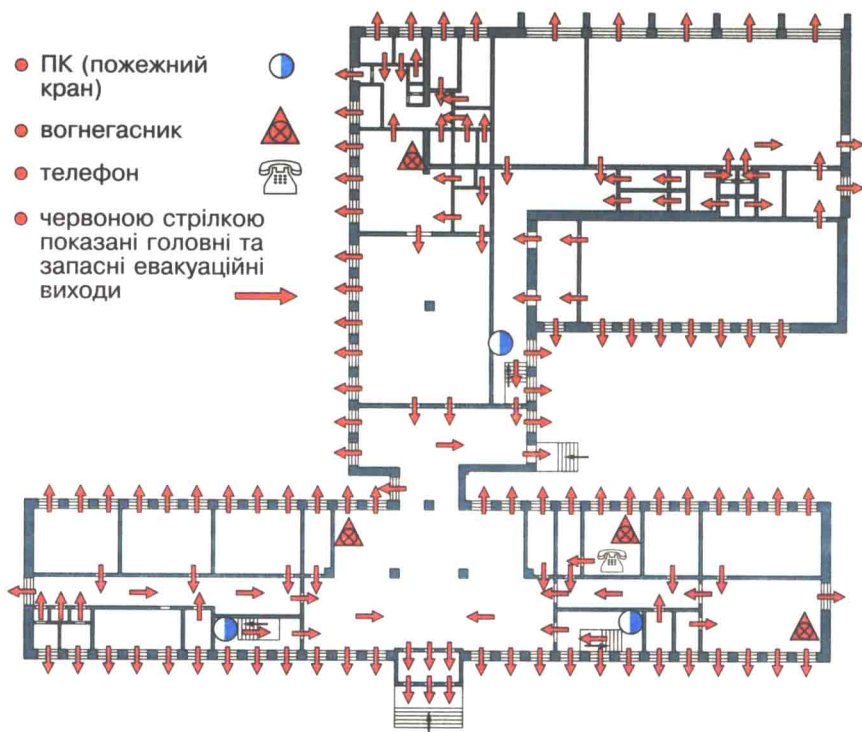 ПК (пожежний
кран)
вогнегасник
телефон
червоною стрілкою
показані головні та
запасні евакуаційні
виходи